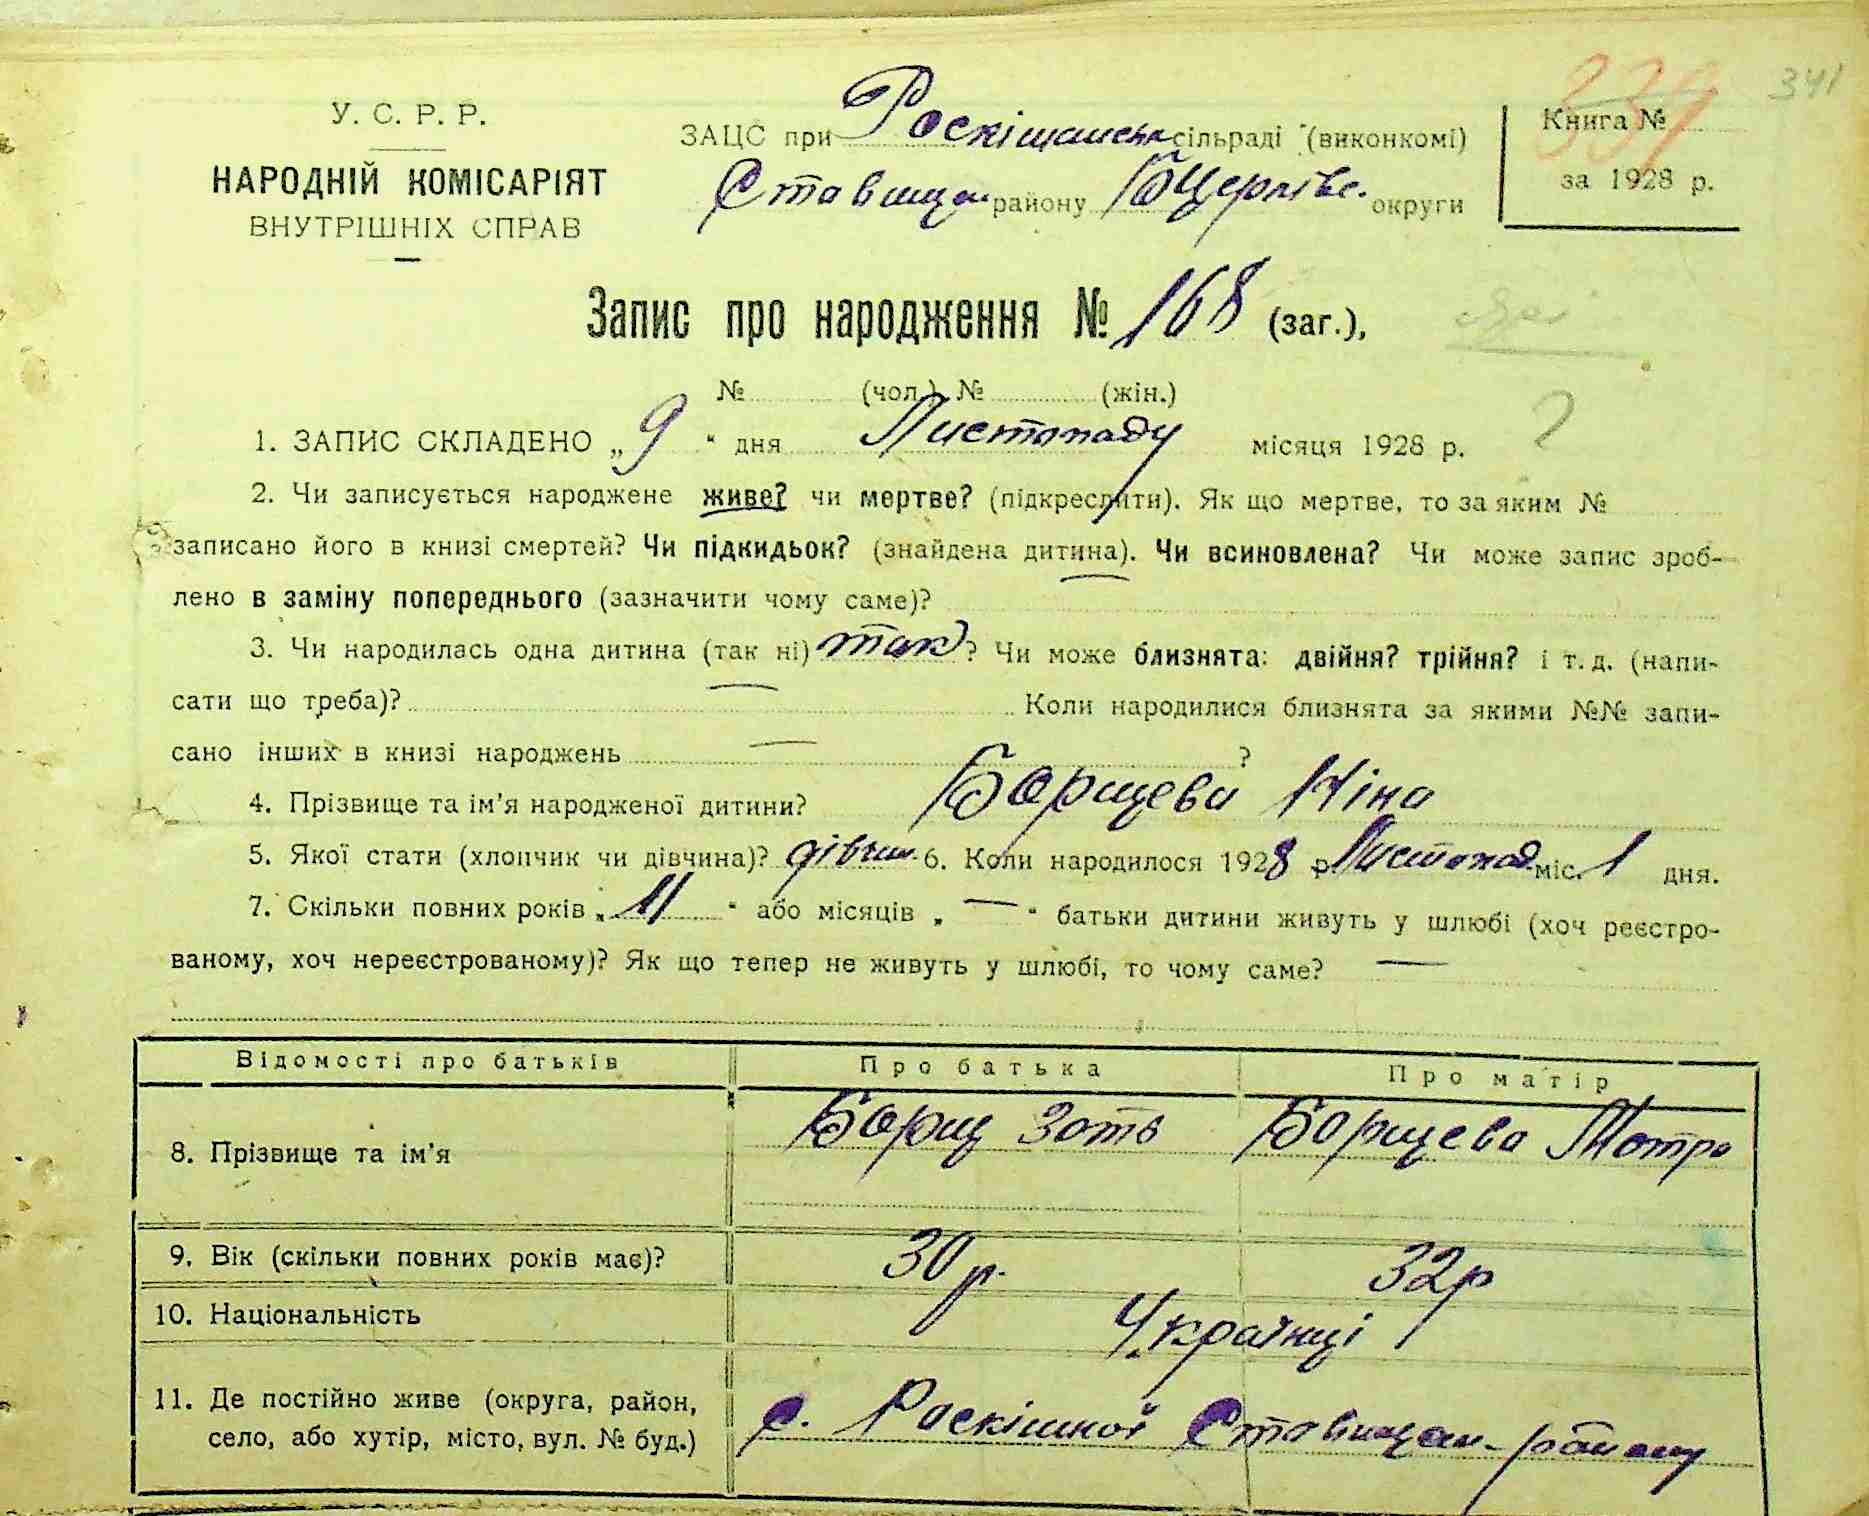 341
339
У. С. Р. Р.
НАРОДНІЙ КОМІСАРІЯТ
ВНУТРІШНІХ СПРАВ
ЗАЦС при Роскішанськ сільраді (виконкомі)
Ставищан району БЦерківс. округи
Книга №
за 1928 р.
Запис про народження № 168 (заг.),
№ (чол.) № (жін.)
1. ЗАПИС СКЛАДЕНО „9“ дня Листопаду місяця 1928 р.
2. Чи записується народжене живе? чи мертве? (підкреслити). Як що мертве, то за яким №
записано його в книзі смертей? Чи підкидьок? (знайдена дитина). Чи всиновлена? Чи може запис зроб-
лено в заміну попереднього (зазначити чому саме)? —
3. Чи народилась одна дитина (так ні) так? Чи може близнята: двійня? трійня? і т. д. (напи-
сати що треба)? — Коли народилися близнята за якими №№ запи-
сано інших в книзі народжень — ?
4. Прізвище та ім'я народженої дитини? Борщева Ніна
5. Якої стати (хлопчик чи дівчина)? дівчин. 6. Коли народилося 1928 р. Листопад міс. 1 дня.
7. Скільки повних років „11“ або місяців „—“ батьки дитини живуть у шлюбі (хоч реєстро-
ваному, хоч нереєстрованому)? Як що тепер не живуть у шлюбі, то чому саме? —
Відомості про батьків Про батька Про матір
8. Прізвище та ім'я Борщ Зотъ Борщева Мотря
9. Вік (скільки повних років має)? 30 р. 32 р
10. Національність Українці
11. Де постійно живе (округа, район,
село, або хутір, місто, вул. № буд.) с. Роскішної Ставищан. району